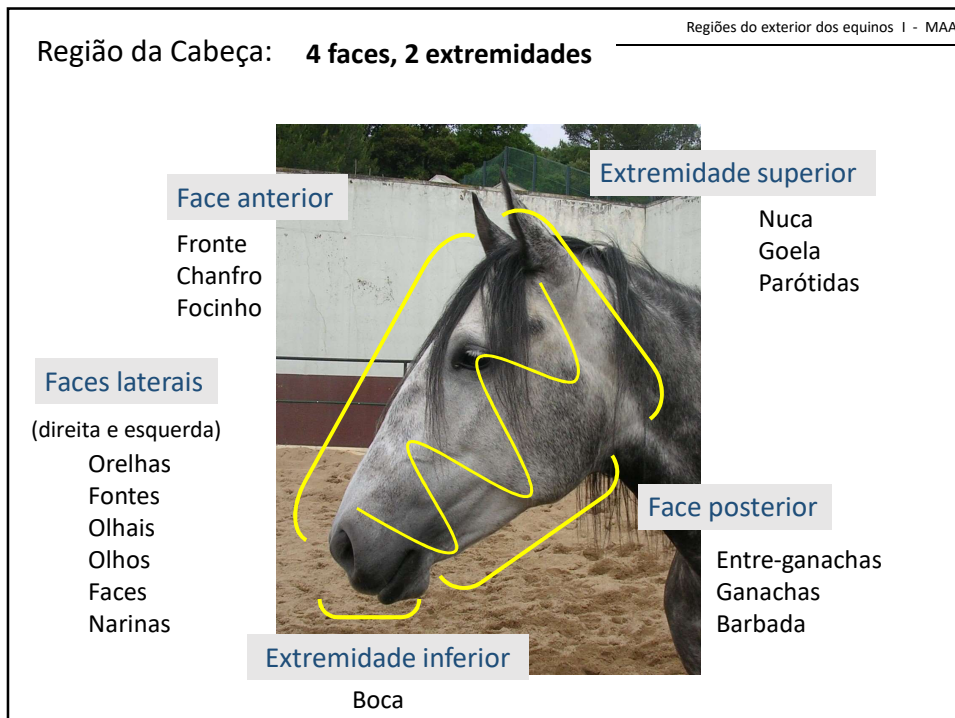 Regiões do exterior dos equinos I - MAA
Região da Cabeça: 4 faces, 2 extremidades
Face anterior
Fronte
Chanfro
Focinho
Extremidade superior
Nuca
Goela
Parótidas
Faces laterais
(direita e esquerda)
Orelhas
Fontes
Olhais
Olhos
Faces
Narinas
Face posterior
Entre-ganachas
Ganachas
Barbada
Extremidade inferior
Boca